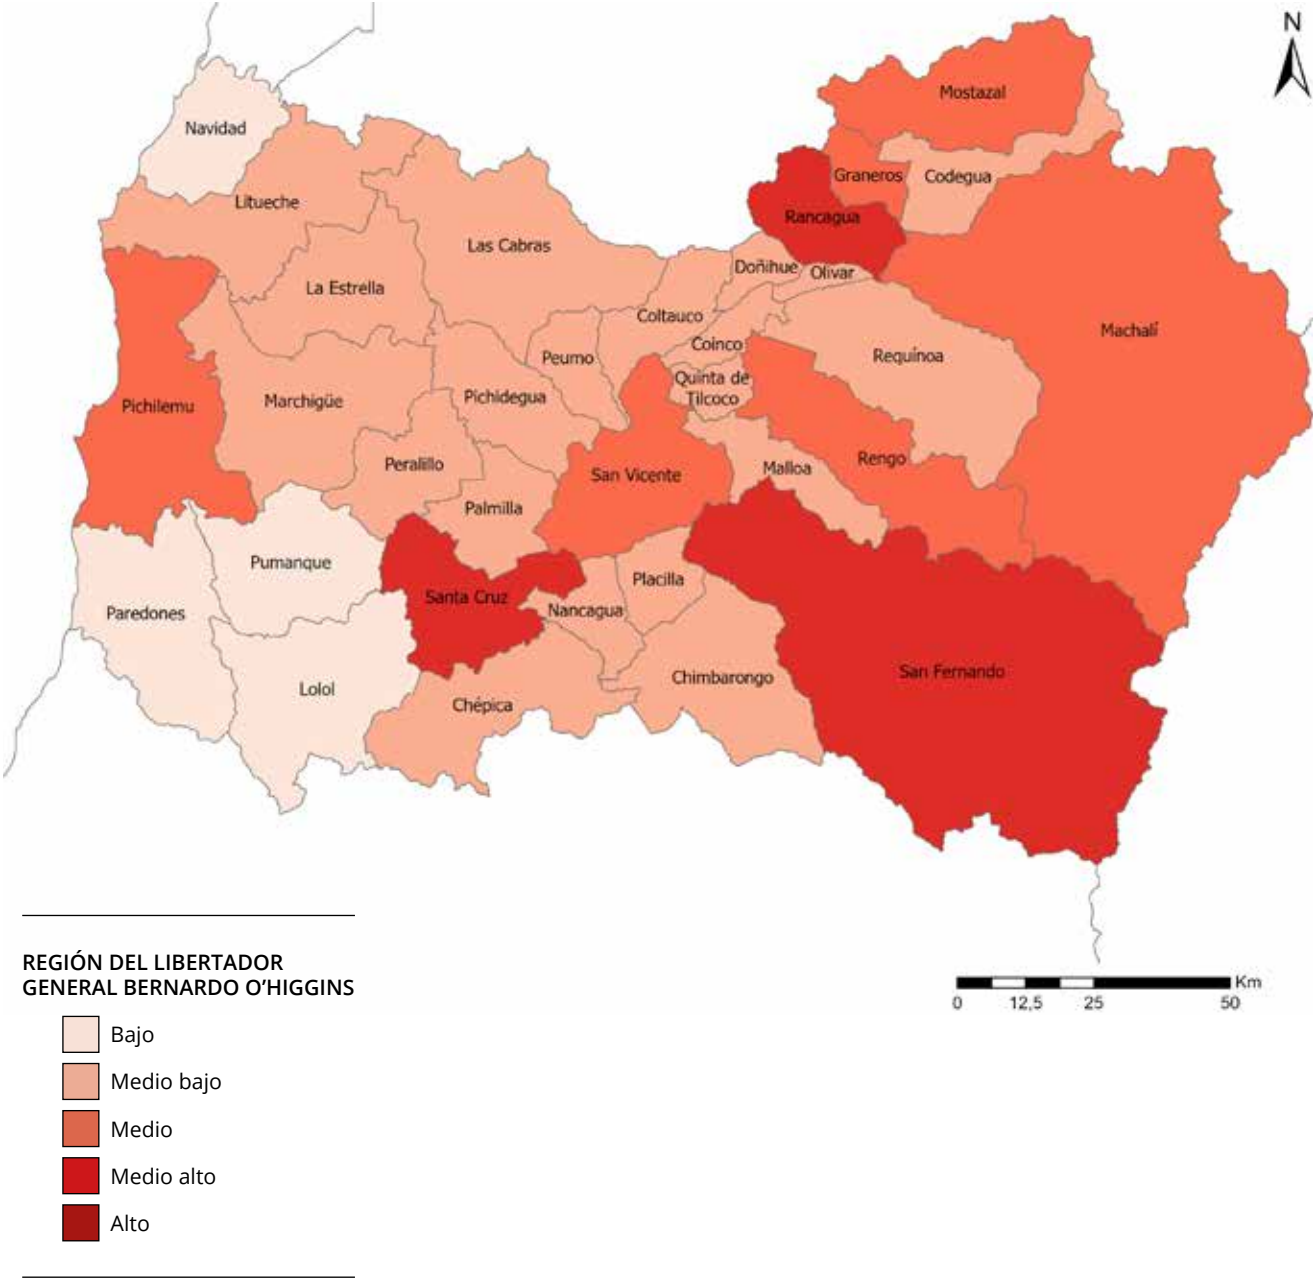 N
Mostazal
Navidad
Graneros
Codegua
Litueche
Rancagua
Las Cabras
Doñihue
Olivar
La Estrella
Coltauco
Machalí
Coinco
Requínoa
Peumo
Quinta de
Tilcoco
Pichidegua
Marchigüe
Pichilemu
Rengo
Peralillo
Malloa
San Vicente
Palmilla
Pumanque
Placilla
Santa Cruz
Nancagua
Paredones
San Fernando
Chimbarongo
Lolol
Chépica
Km
0 12,5 25 50
REGIÓN DEL LIBERTADOR
GENERAL BERNARDO O’HIGGINS
Bajo
Medio bajo
Medio
Medio alto
Alto